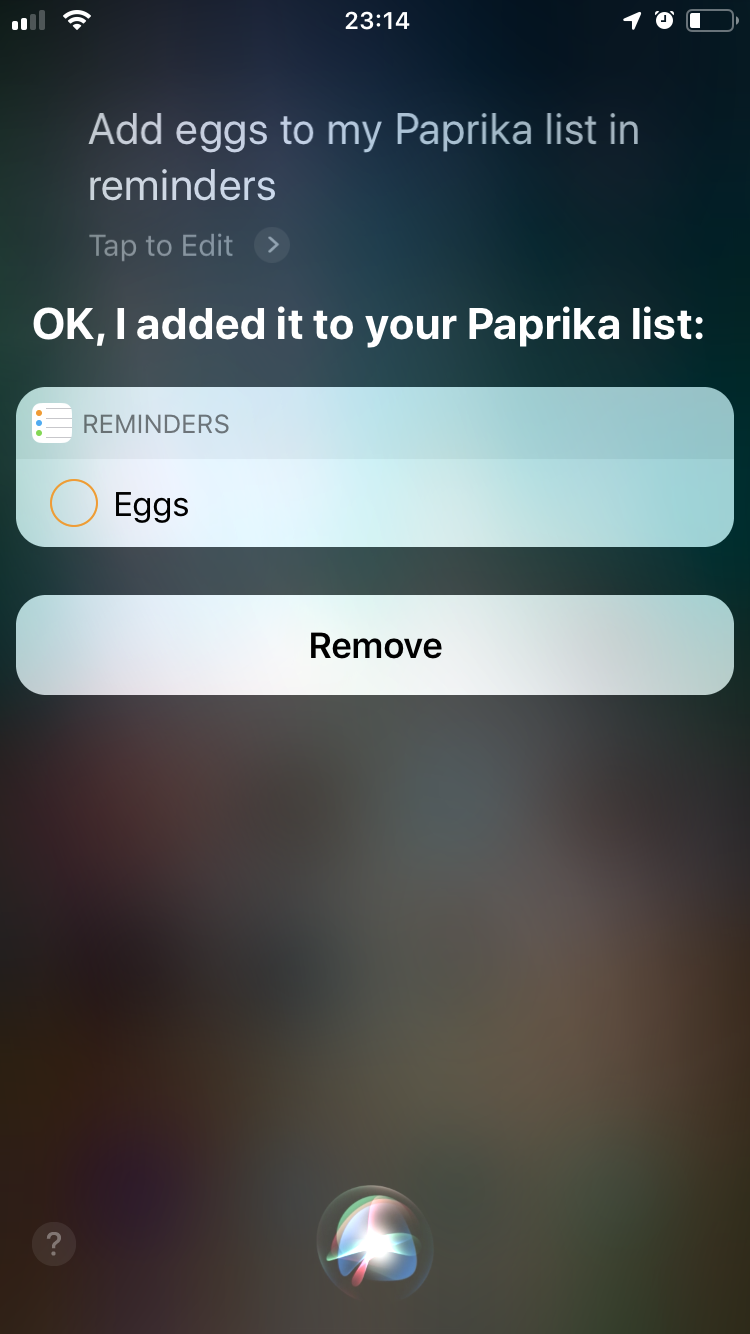 23:14
Add eggs to my Paprika list in
reminders
Tap to Edit
OK, I added it to your Paprika list:
REMINDERS
Eggs
Remove
?